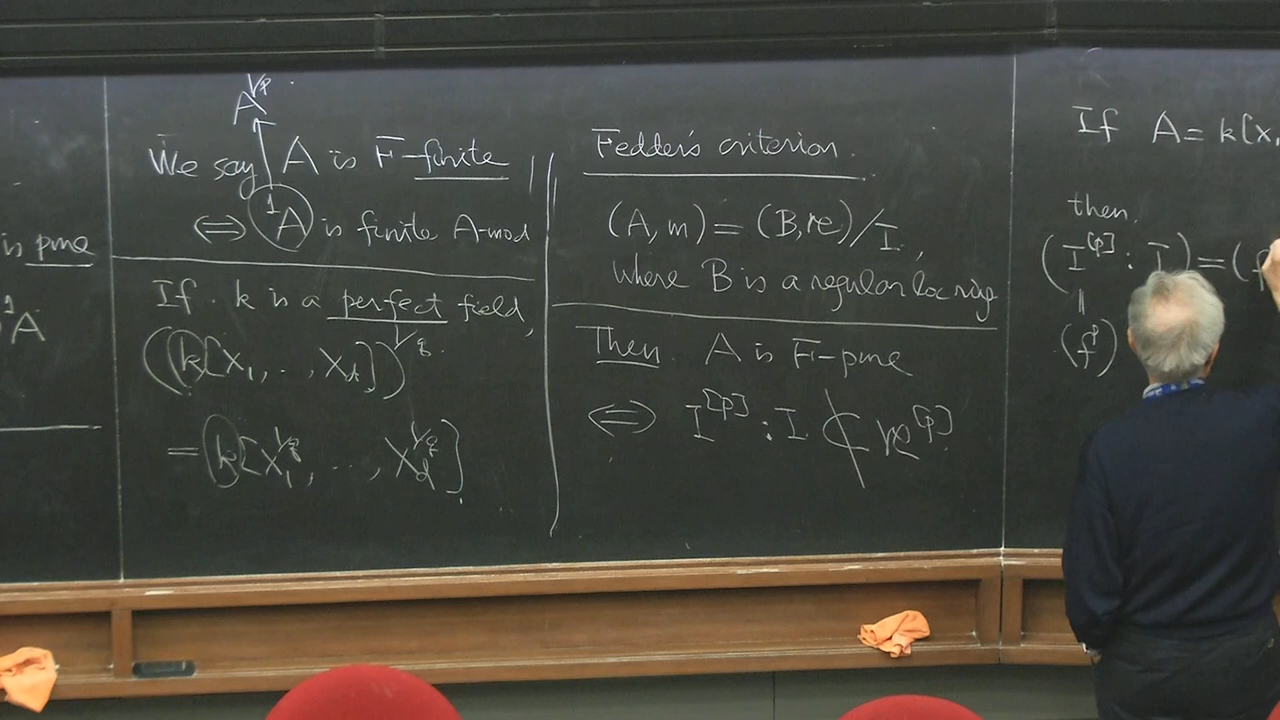 is pure
¹A
A^{1/p}.
We say A is F-finite
⟺ ¹A is finite A-mod
If k is a perfect field,
((k[X₁, .., X_d]))^{1/q}.
= k[X₁^{1/q}, .., X_d^{1/q}].
Fedder's criterion.
(A, m) = (B, n)/I,
where B is a regular loc ring
Then A is F-pure
⟺ I^{[p]} : I ⊄ n^{[p]}
If A = k[X,
then.
(I^{[p]} : I) = (f
||
(f^p)